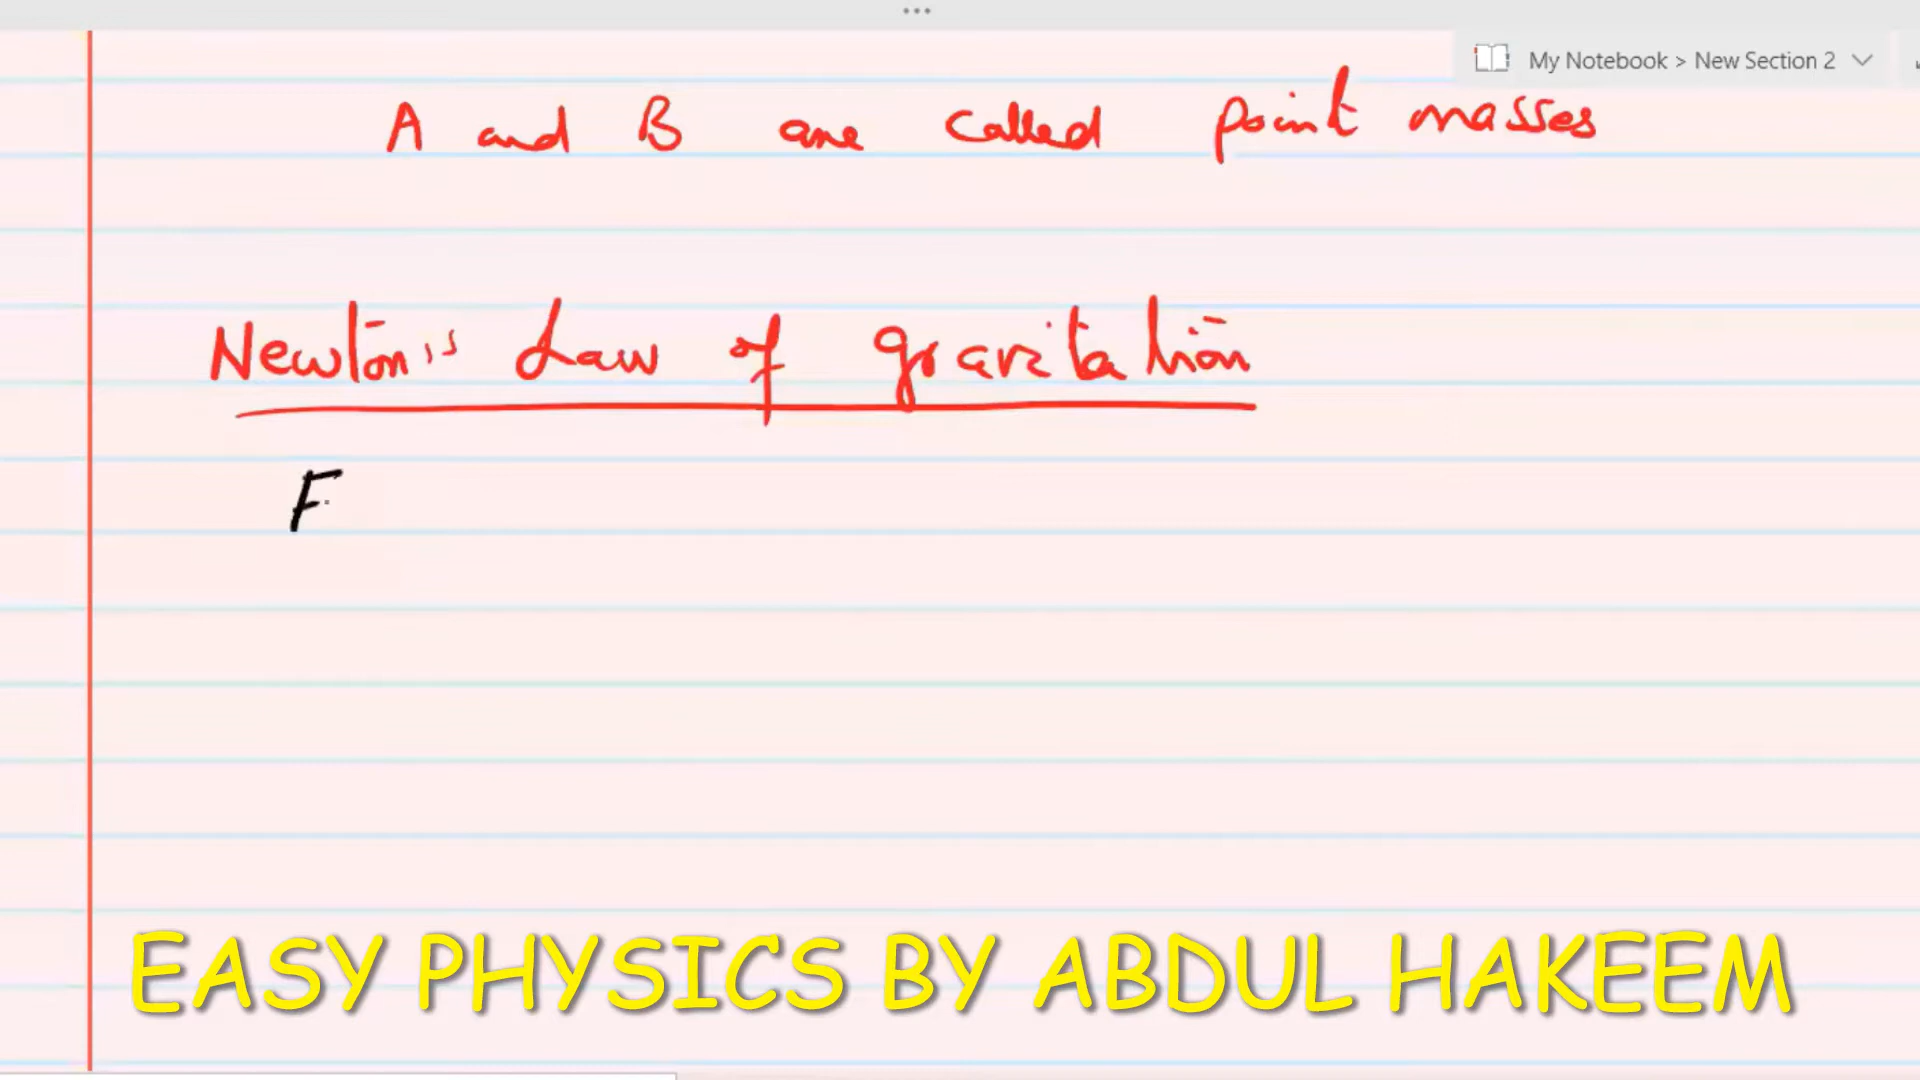 My Notebook > New Section 2
A and B are called point masses
Newton's Law of gravitation
F
EASY PHYSICS BY ABDUL HAKEEM